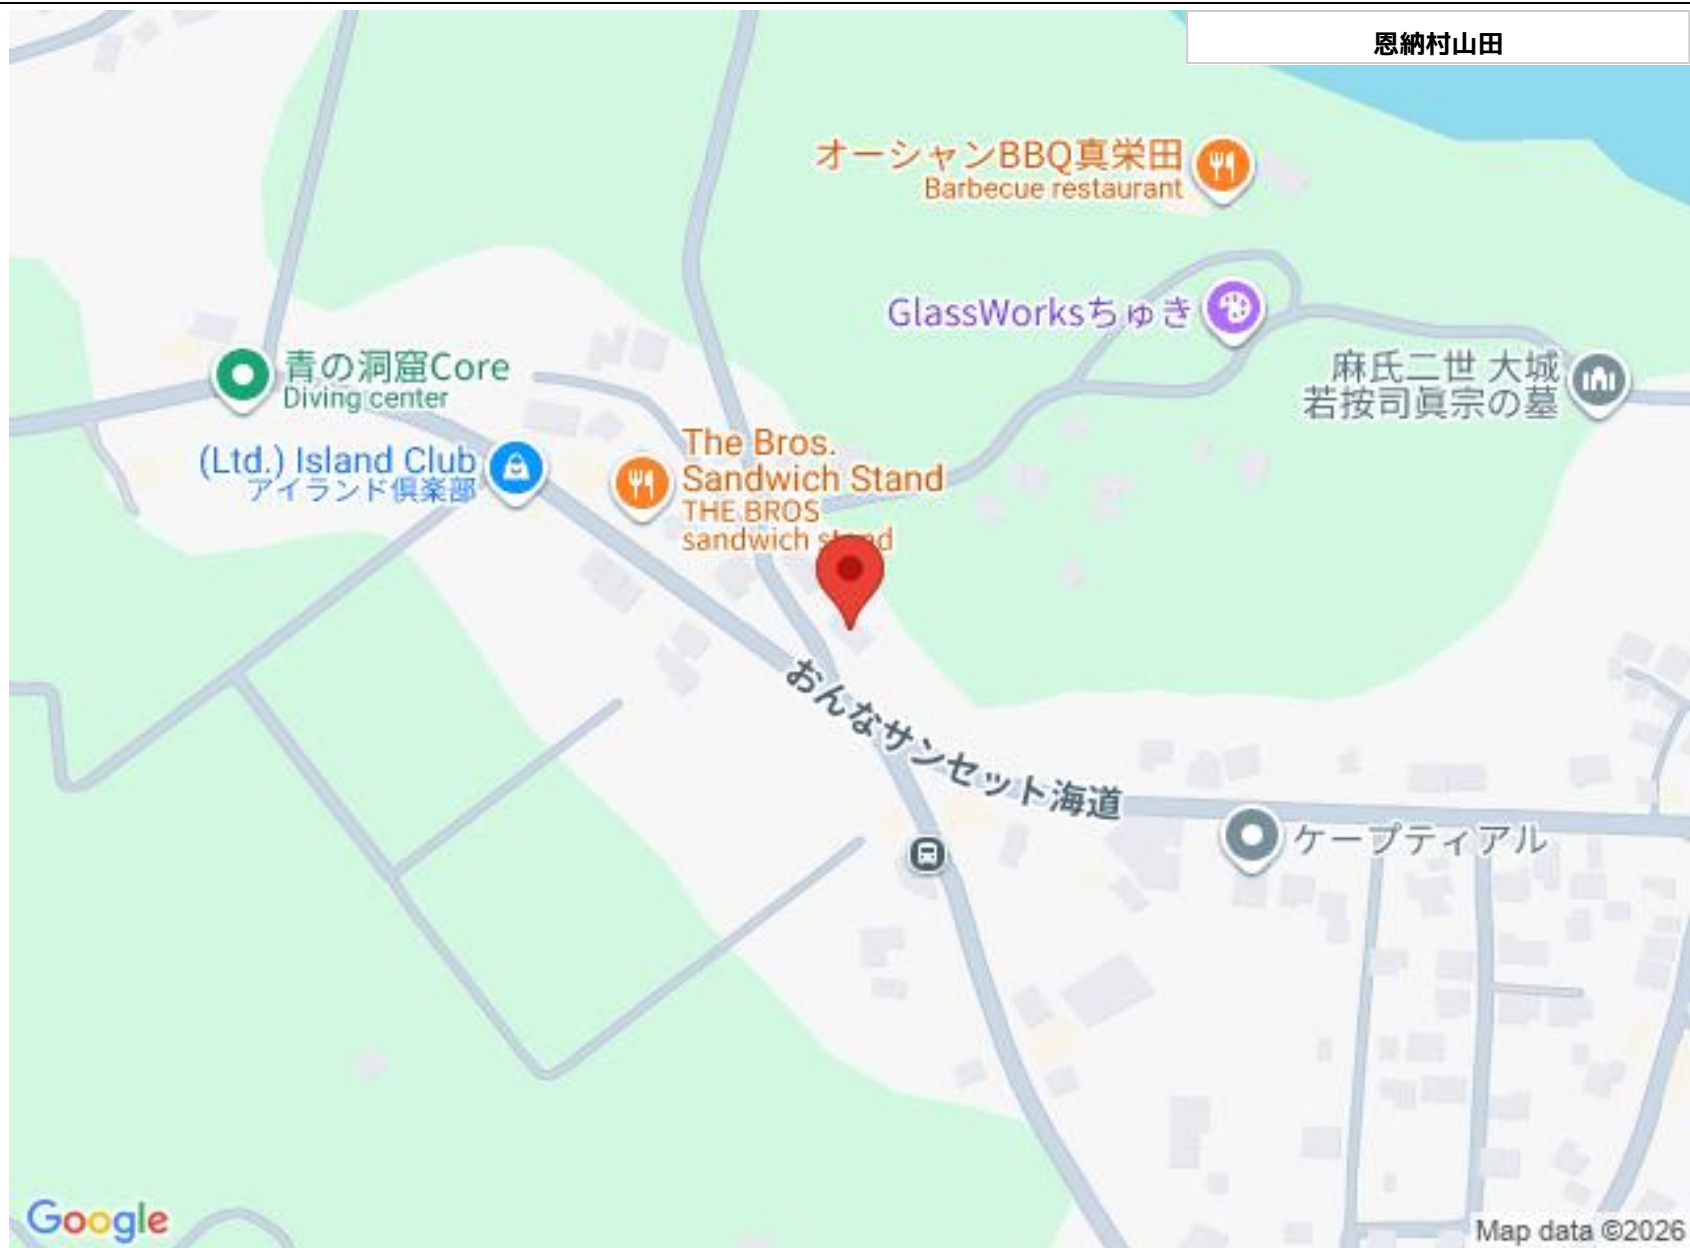 恩納村山田
オーシャンBBQ真栄田
Barbecue restaurant
GlassWorksちゅき
麻氏二世 大城
若按司眞宗の墓
青の洞窟Core
Diving center
(Ltd.) Island Club
アイランド倶楽部
The Bros.
Sandwich Stand
THE BROS
sandwich stand
おんなサンセット海道
ケープティアル
Google
Map data ©2026